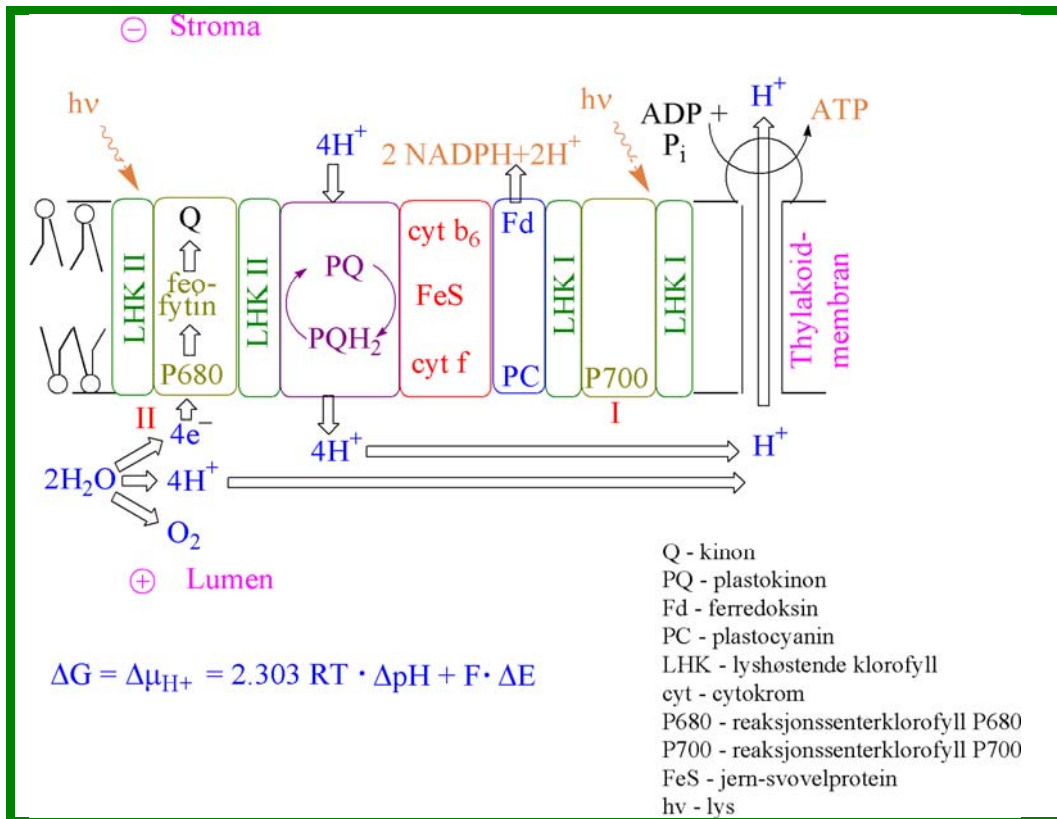 ⊖ Stroma
hν
4H⁺
2 NADPH+2H⁺
hν
ADP +
Pᵢ
H⁺
ATP
LHK II
Q
feo-
fytin
P680
LHK II
PQ
PQH₂
cyt b₆
FeS
cyt f
Fd
PC
LHK I
P700
LHK I
Thylakoid-
membran
II
I
4e⁻
4H⁺
H⁺
2H₂O
4H⁺
O₂
⊕ Lumen
ΔG = Δμ_H+ = 2.303 RT · ΔpH + F· ΔE
Q - kinon
PQ - plastokinon
Fd - ferredoksin
PC - plastocyanin
LHK - lyshøstende klorofyll
cyt - cytokrom
P680 - reaksjonssenterklorofyll P680
P700 - reaksjonssenterklorofyll P700
FeS - jern-svovelprotein
hv - lys